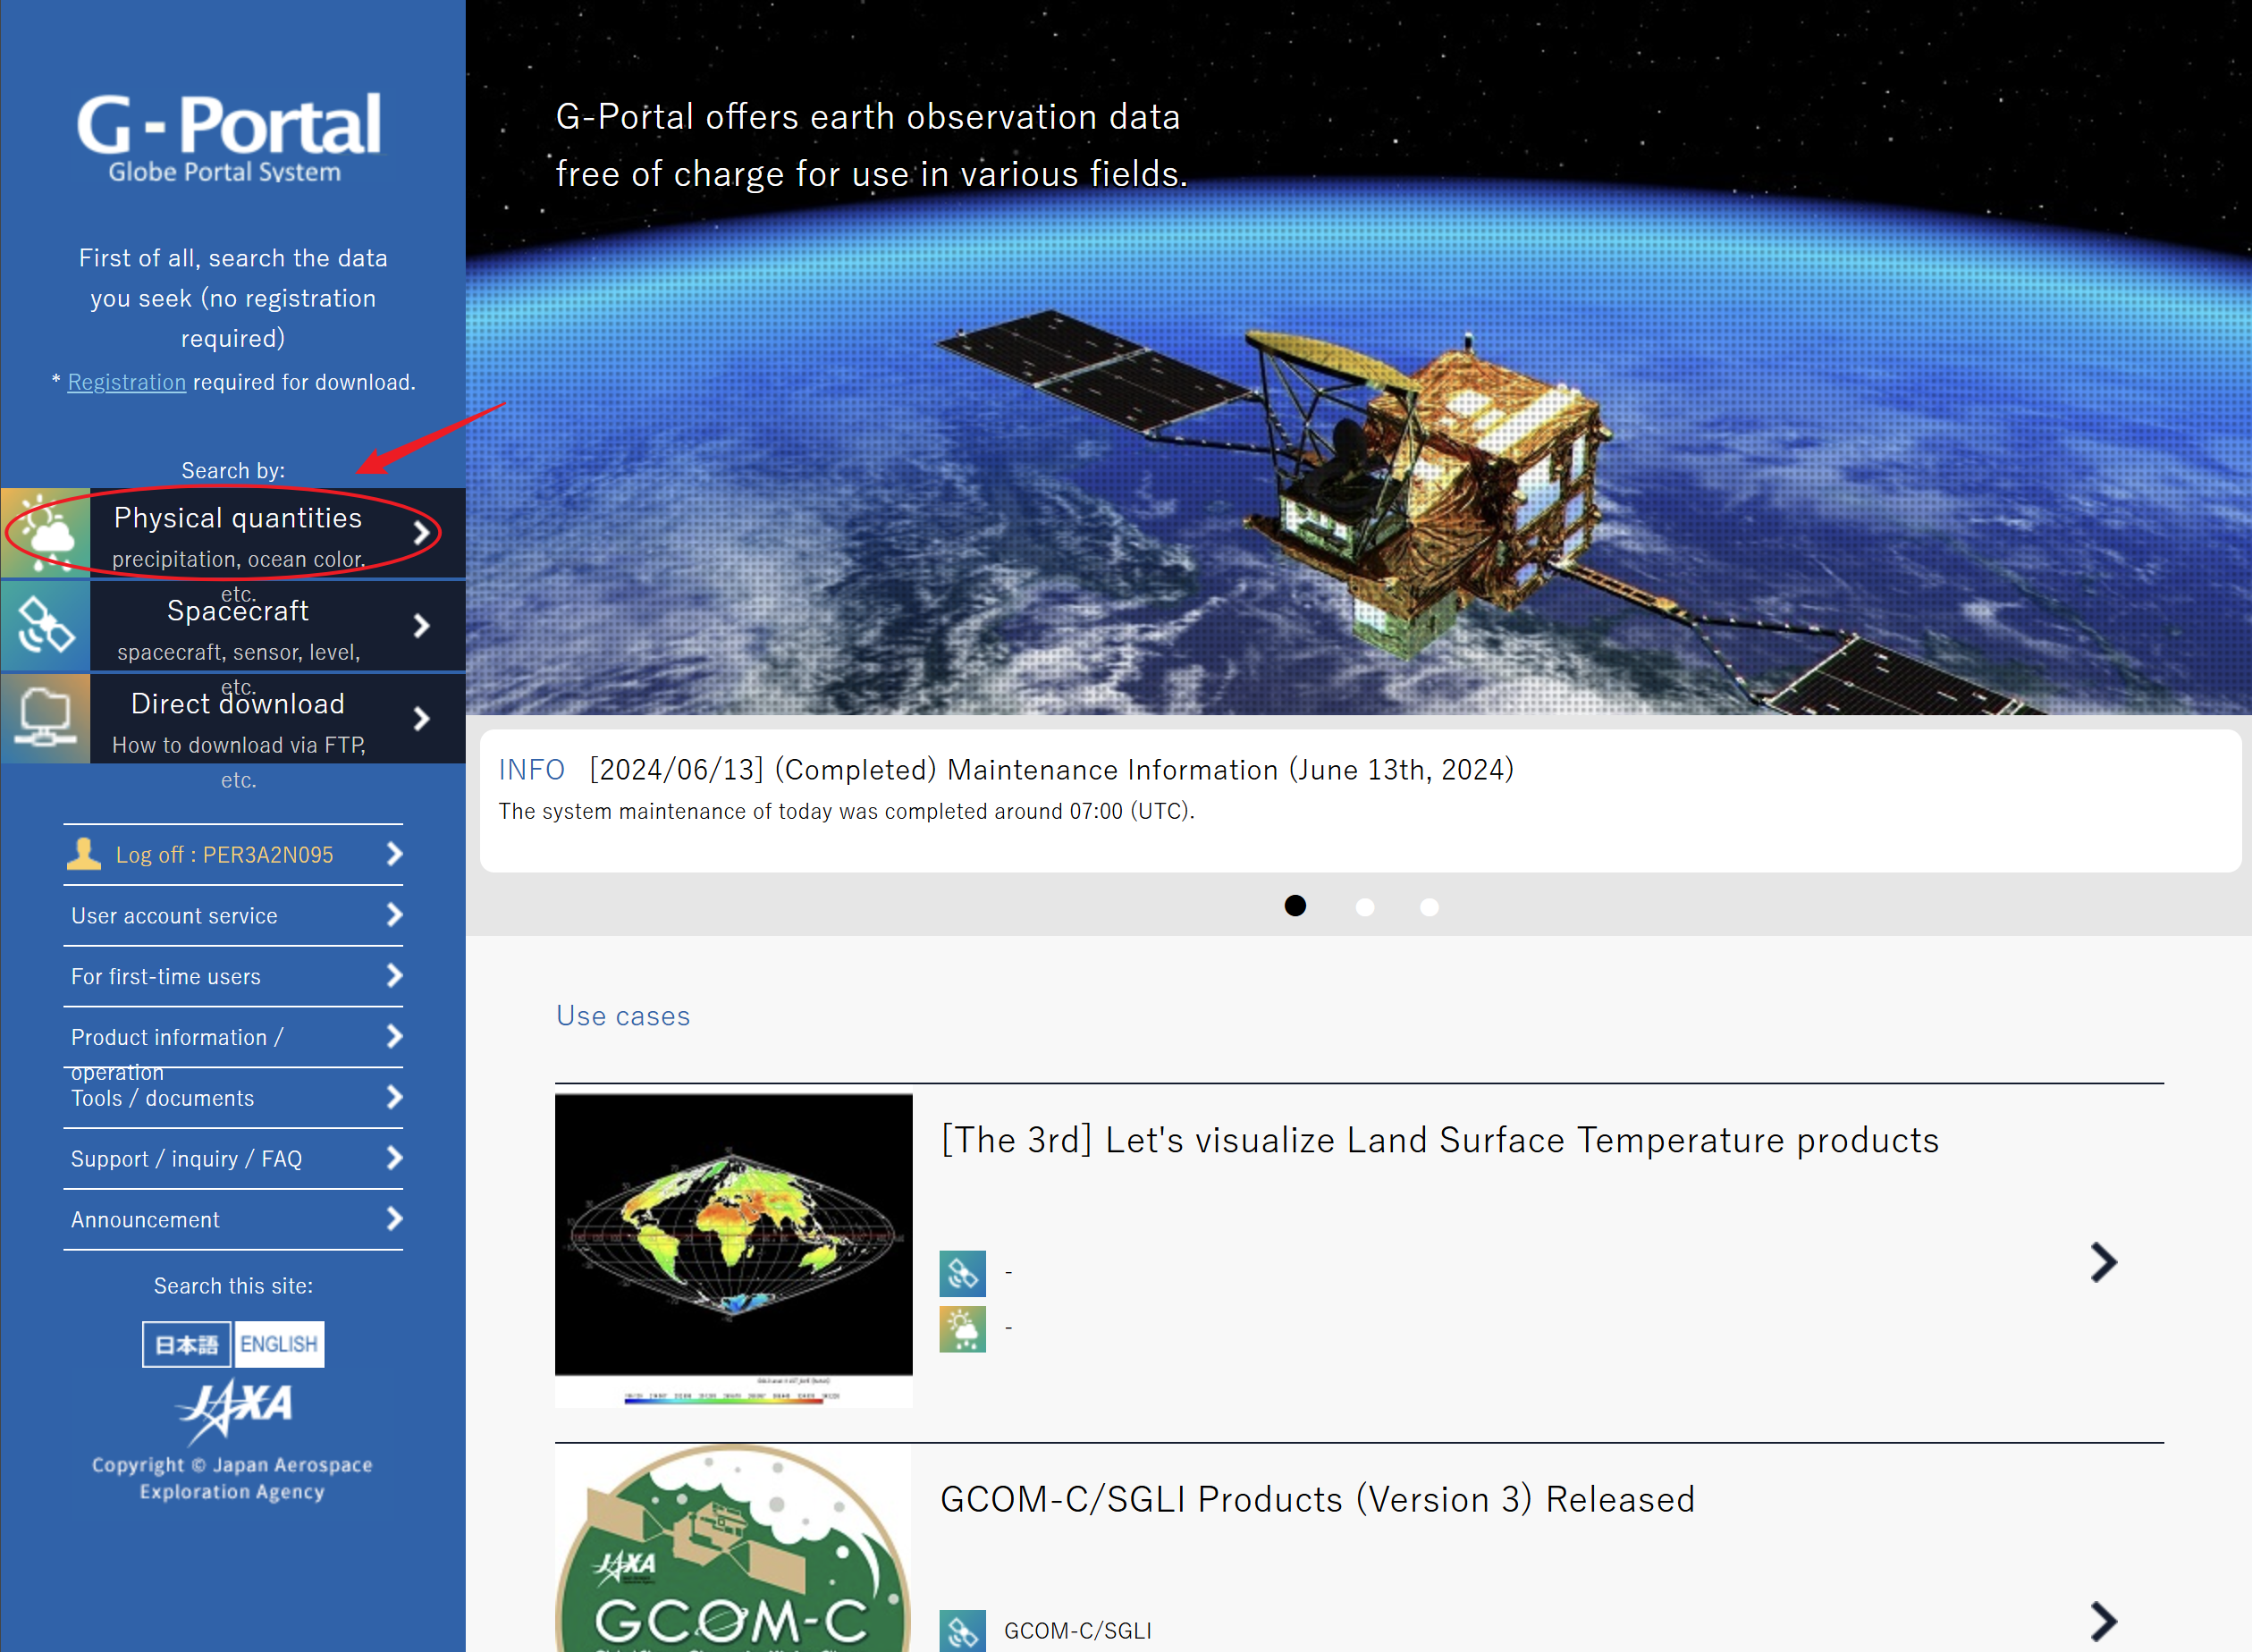 G-Portal
Globe Portal System
First of all, search the data
you seek (no registration
required)
* Registration required for download.
Search by:
Physical quantities
precipitation, ocean color.
etc.
Spacecraft
spacecraft, sensor, level,
etc.
Direct download
How to download via FTP,
etc.
Log off : PER3A2N095
User account service
For first-time users
Product information /
operation
Tools / documents
Support / inquiry / FAQ
Announcement
Search this site:
日本語 ENGLISH
JAXA
Copyright © Japan Aerospace
Exploration Agency
G-Portal offers earth observation data
free of charge for use in various fields.
INFO [2024/06/13] (Completed) Maintenance Information (June 13th, 2024)
The system maintenance of today was completed around 07:00 (UTC).
Use cases
[The 3rd] Let's visualize Land Surface Temperature products
-
-
GCOM-C/SGLI Products (Version 3) Released
JAXA
GCOM-C
GCOM-C/SGLI